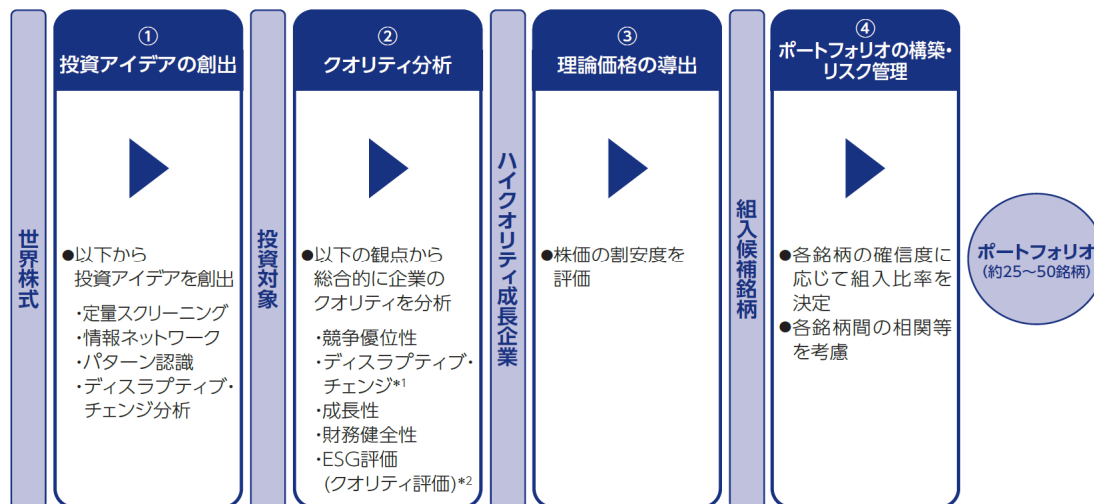 世界株式
①
投資アイデアの創出
●以下から
投資アイデアを創出
・定量スクリーニング
・情報ネットワーク
・パターン認識
・ディスラプティブ・
チェンジ分析
投資対象
②
クオリティ分析
●以下の観点から
総合的に企業の
クオリティを分析
・競争優位性
・ディスラプティブ・
チェンジ*1
・成長性
・財務健全性
・ESG評価
(クオリティ評価)*2
ハイクオリティ成長企業
③
理論価格の導出
●株価の割安度を
評価
組入候補銘柄
④
ポートフォリオの構築・
リスク管理
●各銘柄の確信度に
応じて組入比率を
決定
●各銘柄間の相関等
を考慮
ポートフォリオ
(約25～50銘柄)